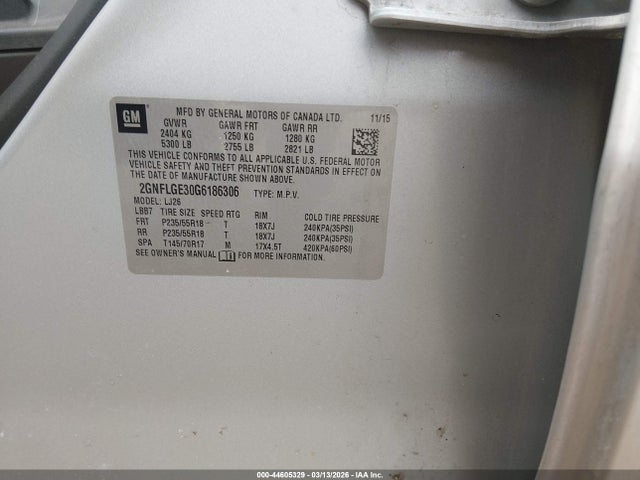 GM
MFD BY GENERAL MOTORS OF CANADA LTD. 11/15
GVWR GAWR FRT GAWR RR
2404 KG 1250 KG 1280 KG
5300 LB 2755 LB 2821 LB
THIS VEHICLE CONFORMS TO ALL APPLICABLE U.S. FEDERAL MOTOR
VEHICLE SAFETY AND THEFT PREVENTION STANDARDS IN EFFECT ON
THE DATE OF MANUFACTURE SHOWN ABOVE.
2GNFLGE30G6186306 TYPE: M.P.V.
MODEL: LJ26
LBB7 TIRE SIZE SPEED RTG RIM COLD TIRE PRESSURE
FRT P235/55R18 T 18X7J 240KPA(35PSI)
RR P235/55R18 T 18X7J 240KPA(35PSI)
SPA T145/70R17 M 17X4.5T 420KPA(60PSI)
SEE OWNER'S MANUAL FOR ADDITIONAL INFORMATION.
000-44605329 - 03/13/2026 - IAA Holdings, LLC